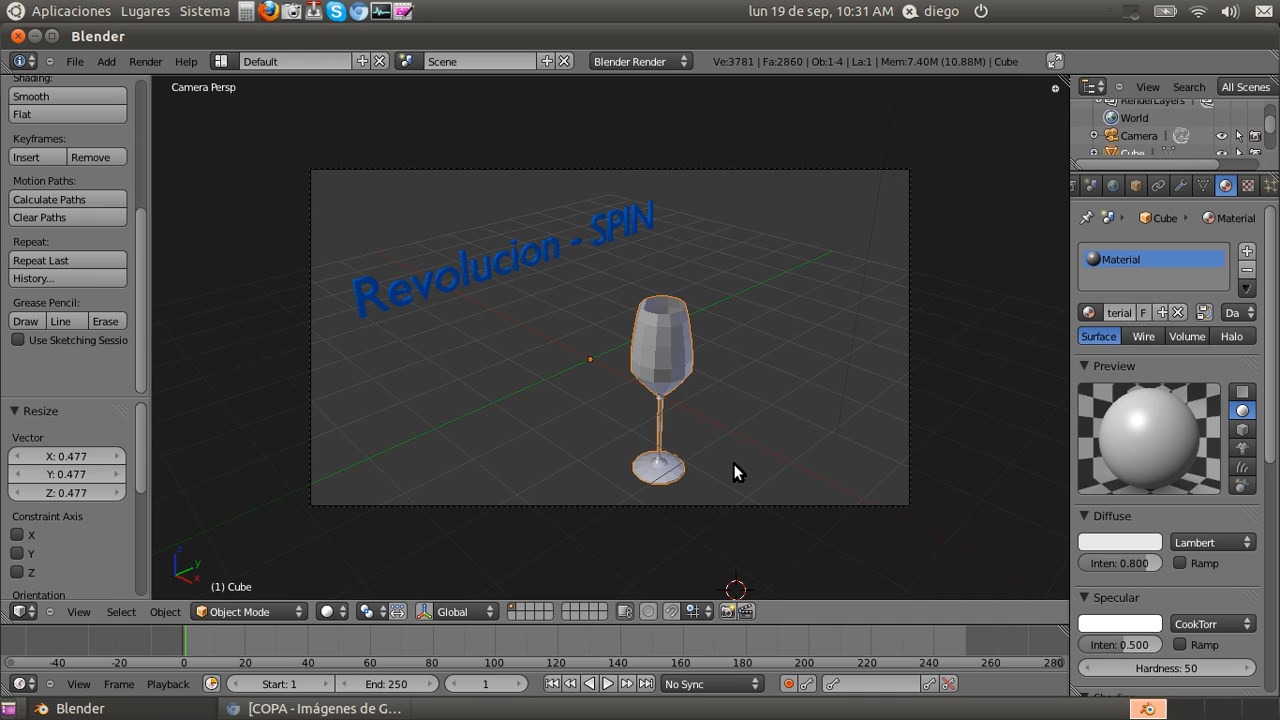 Aplicaciones Lugares Sistema lun 19 de sep, 10:31 AM diego
Blender
File Add Render Help Default Scene Blender Render Ve:3781 | Fa:2860 | Ob:1-4 | La:1 | Mem:7.40M (10.88M) | Cube
Shading:
Smooth
Flat
Keyframes:
Insert Remove
Motion Paths:
Calculate Paths
Clear Paths
Repeat:
Repeat Last
History...
Grease Pencil:
Draw Line Erase
Use Sketching Sessio
Resize
Vector
X: 0.477
Y: 0.477
Z: 0.477
Constraint Axis
X
Y
Z
Orientation
Camera Persp
Revolucion - SPIN
z
y
x
(1) Cube
View Select Object Object Mode Global
View Search All Scenes
RenderLayers
World
Camera
Cube
Cube Material
Material
terial F Da
Surface Wire Volume Halo
Preview
Diffuse
Lambert
Inten: 0.800 Ramp
Specular
CookTorr
Inten: 0.500 Ramp
Hardness: 50
-40 -20 0 20 40 60 80 100 120 140 160 180 200 220 240 260 280
View Frame Playback Start: 1 End: 250 1 No Sync
Blender [COPA - Imágenes de G...